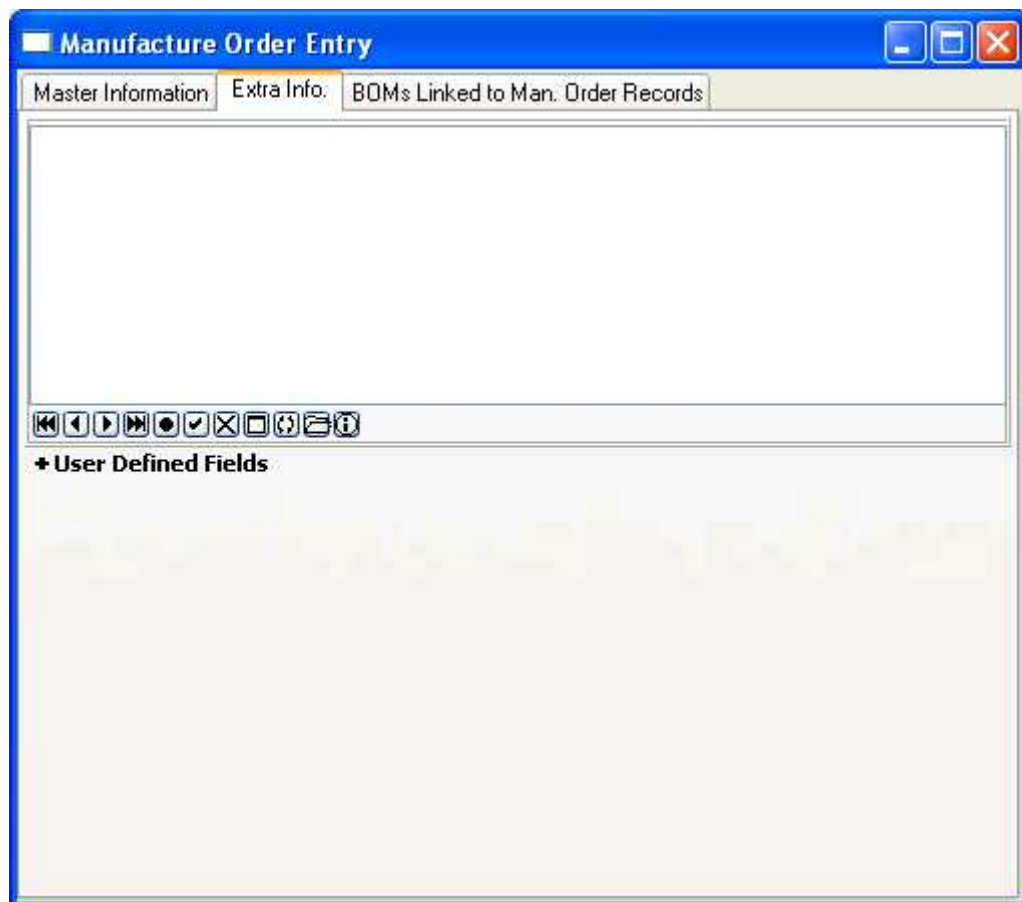 Manufacture Order Entry
Master Information Extra Info. BOMs Linked to Man. Order Records
+ User Defined Fields